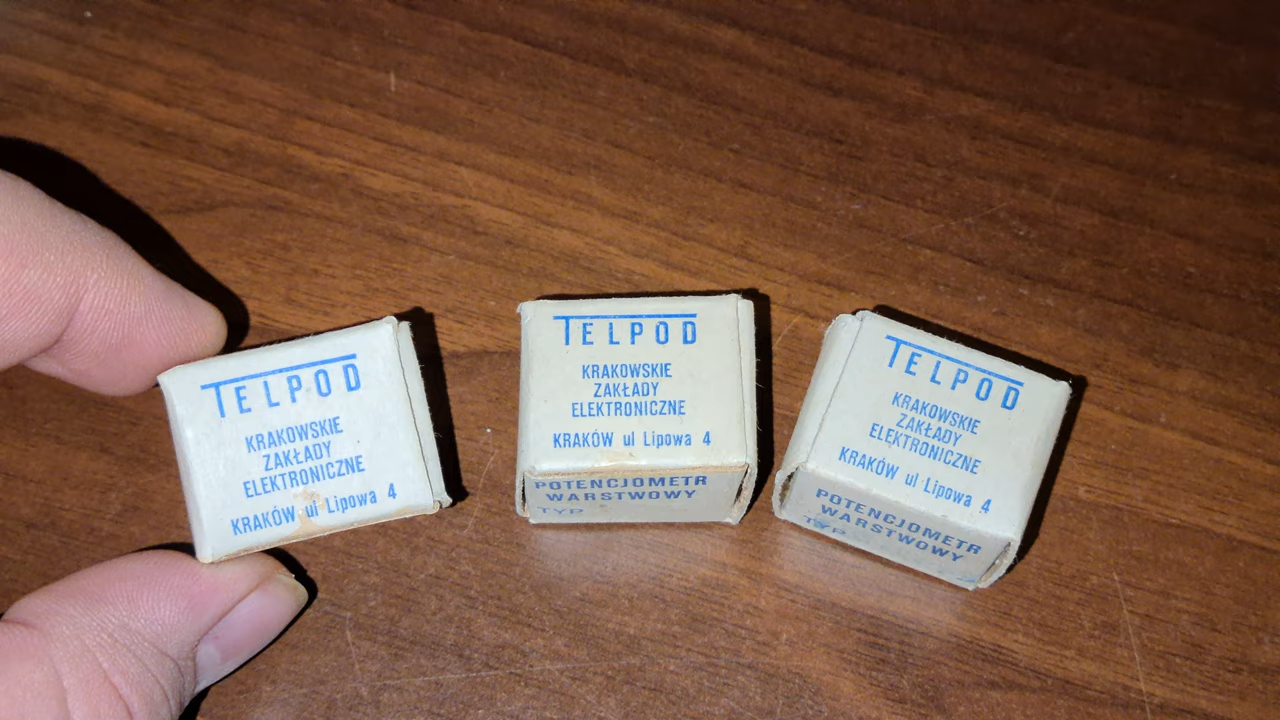 TELPOD
KRAKOWSKIE
ZAKŁADY
ELEKTRONICZNE
KRAKÓW ul Lipowa 4
TELPOD
KRAKOWSKIE
ZAKŁADY
ELEKTRONICZNE
KRAKÓW ul Lipowa 4
POTENCJOMETR
WARSTWOWY
TYP
TELPOD
KRAKOWSKIE
ZAKŁADY
ELEKTRONICZNE
KRAKÓW ul Lipowa 4
POTENCJOMETR
WARSTWOWY
TYP